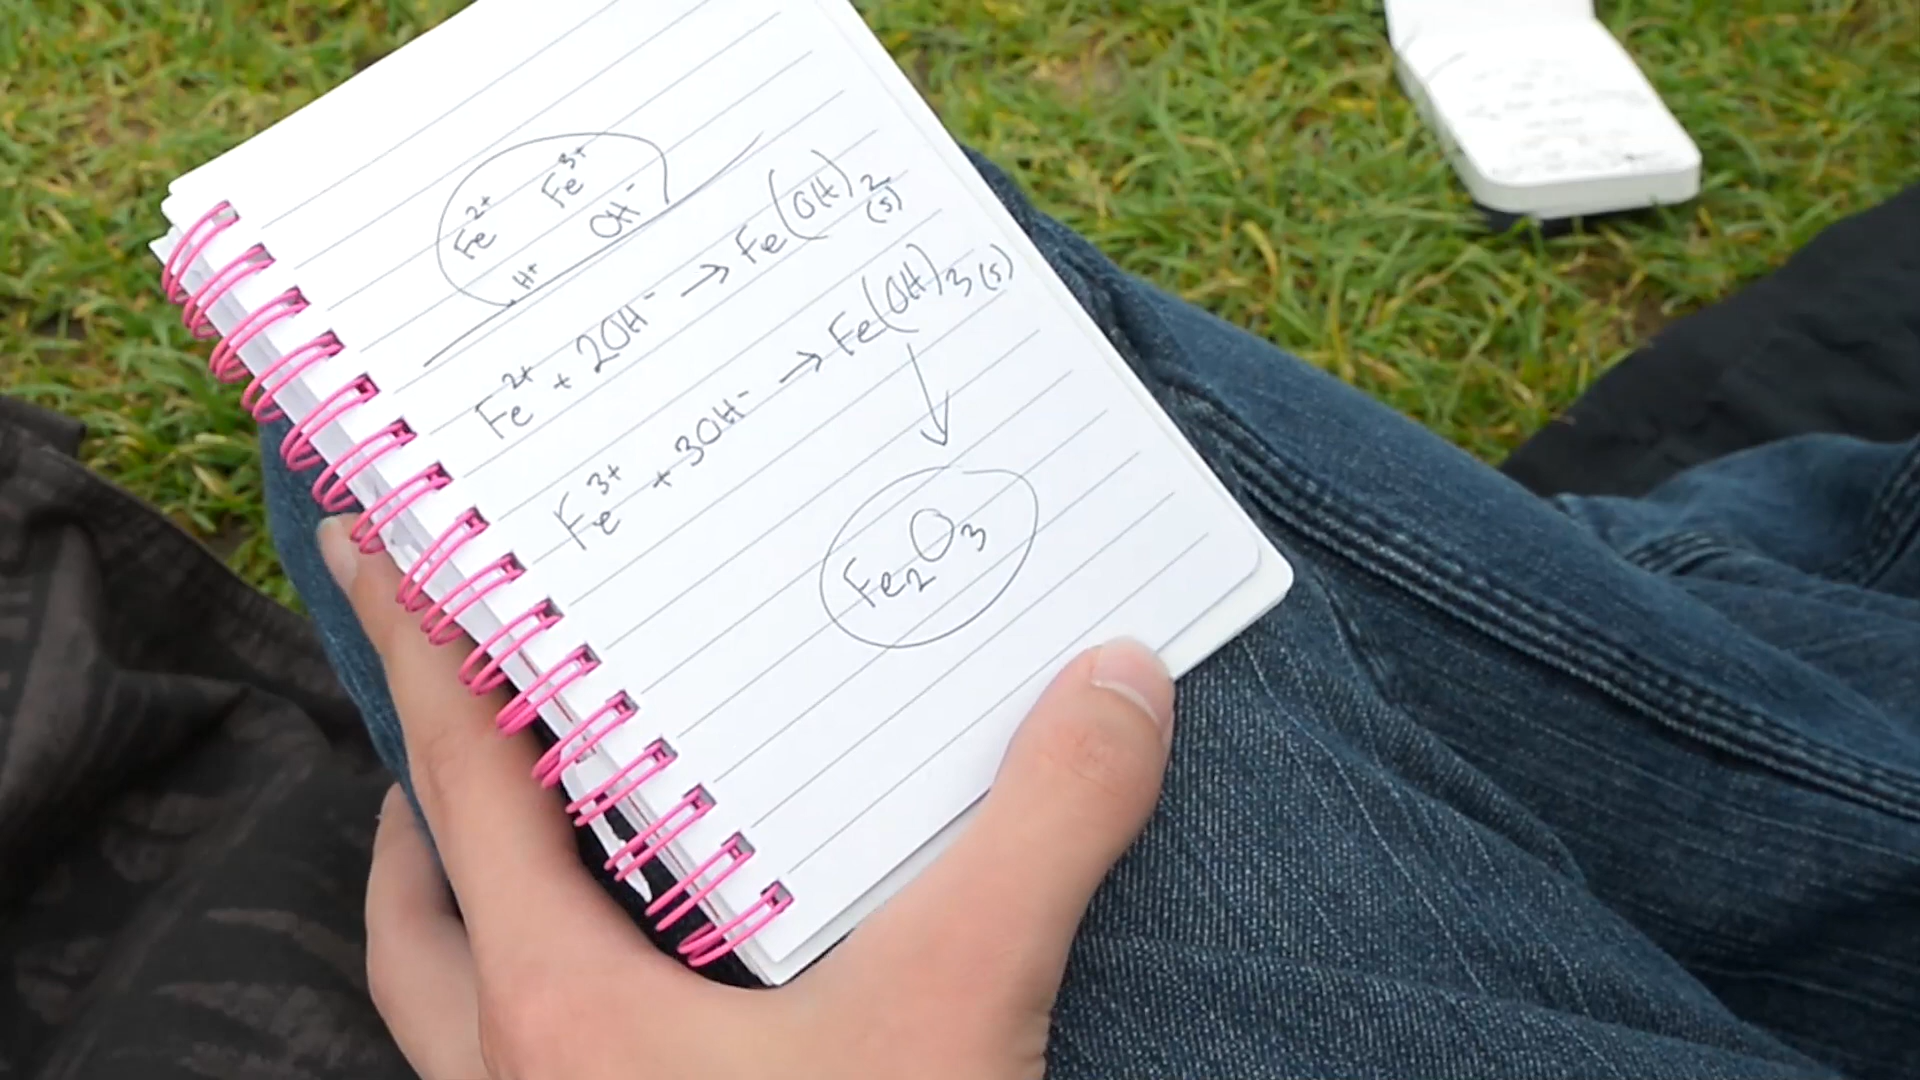 Fe²⁺ Fe³⁺
H⁺ OH⁻
Fe²⁺ + 2OH⁻ → Fe(OH)₂(s)
Fe³⁺ + 3OH⁻ → Fe(OH)₃(s)
↓
Fe₂O₃